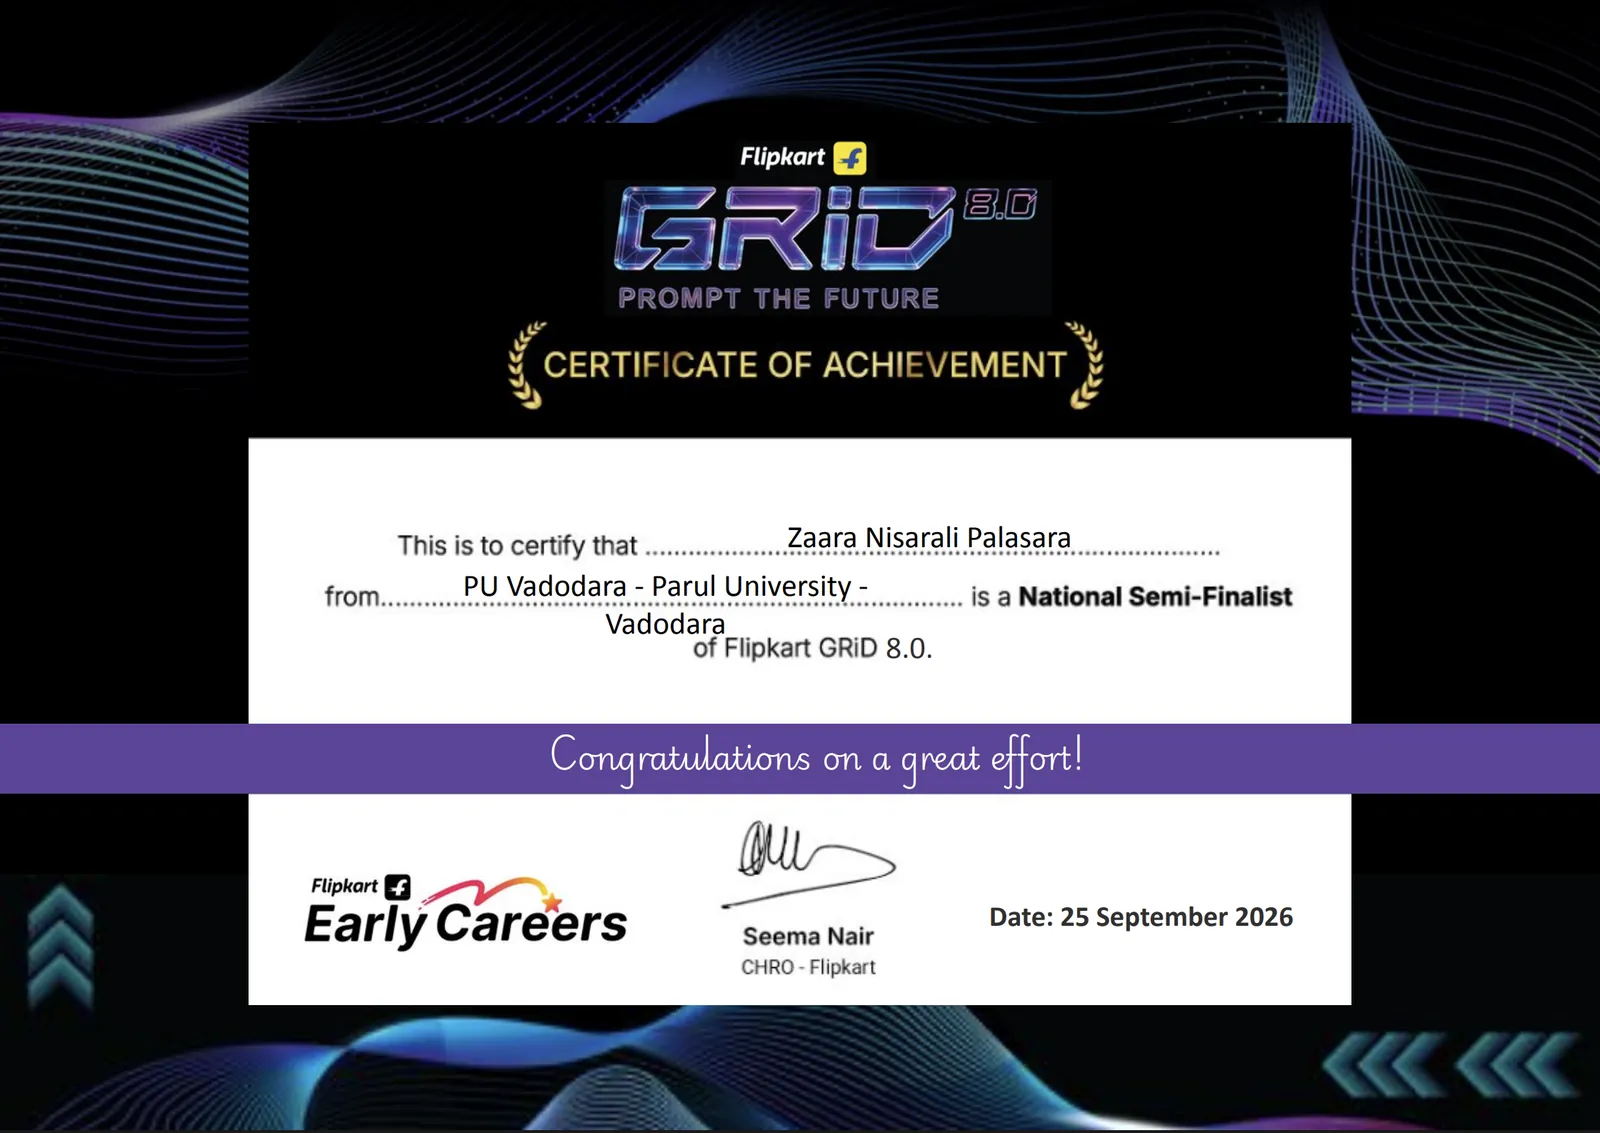 Flipkart
GRiD 8.0
PROMPT THE FUTURE
CERTIFICATE OF ACHIEVEMENT
This is to certify that ........ Zaara Nisarali Palasara ........
from........ PU Vadodara - Parul University - ........ is a National Semi-Finalist
Vadodara
of Flipkart GRiD 8.0.
Congratulations on a great effort!
Flipkart
Early Careers
Seema Nair
CHRO - Flipkart
Date: 25 September 2026